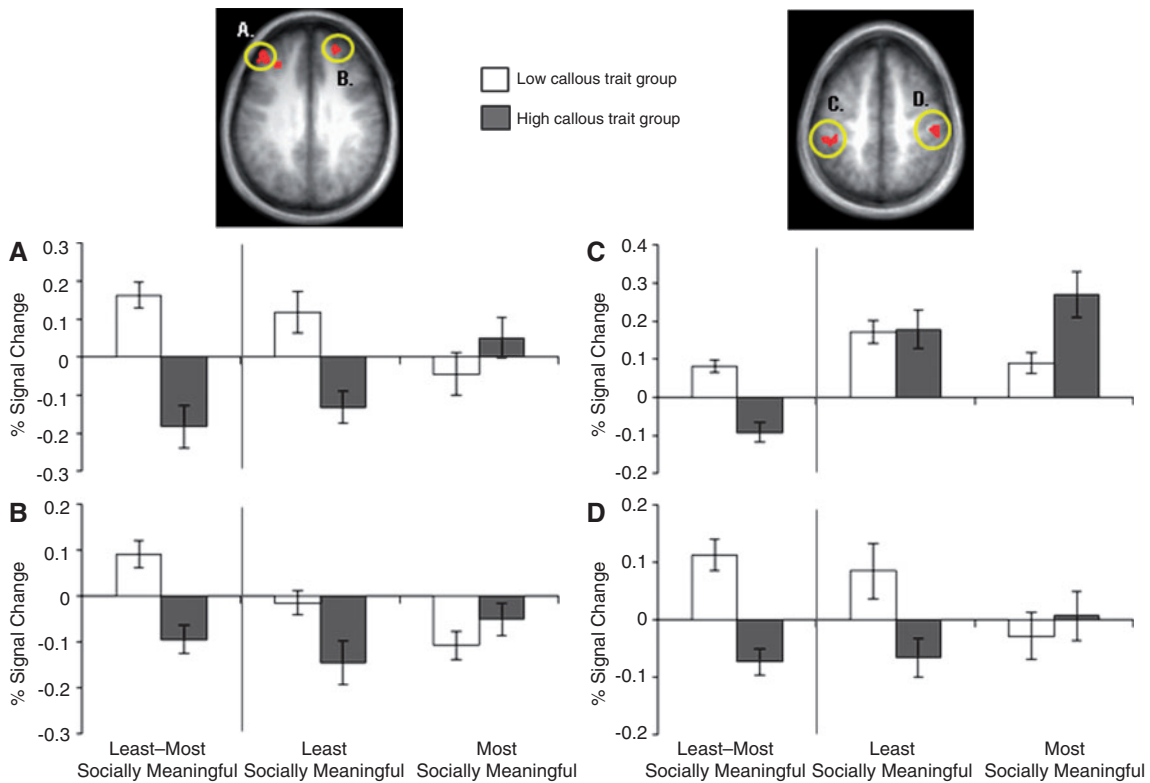 A.
B.
Low callous trait group
High callous trait group
C.
D.
A
% Signal Change
0.3
0.2
0.1
0
-0.1
-0.2
-0.3
C
% Signal Change
0.4
0.3
0.2
0.1
0
-0.1
-0.2
B
% Signal Change
0.2
0.1
0
-0.1
-0.2
-0.3
Least–Most
Socially Meaningful
Least
Socially Meaningful
Most
Socially Meaningful
D
% Signal Change
0.2
0.1
0
-0.1
-0.2
Least–Most
Socially Meaningful
Least
Socially Meaningful
Most
Socially Meaningful